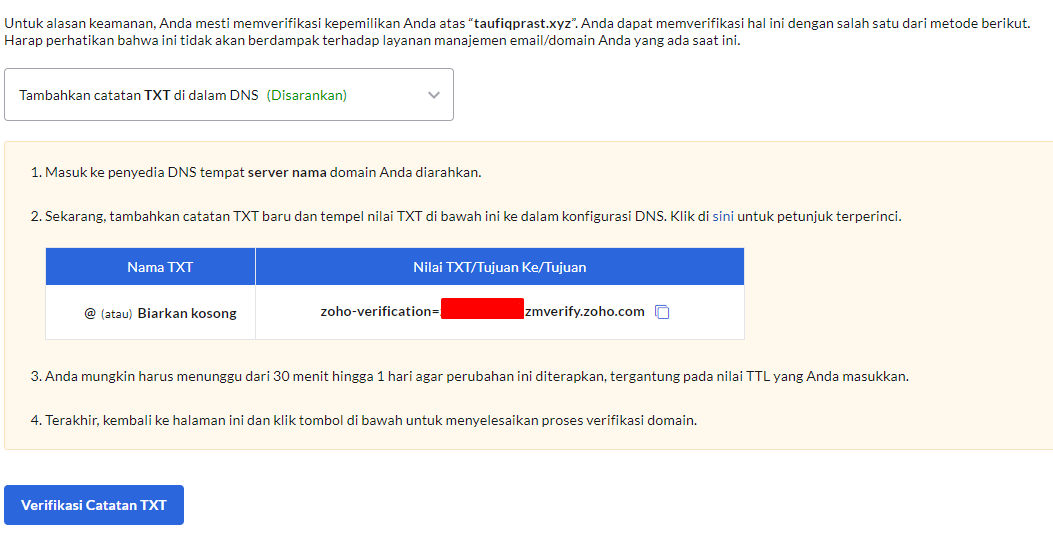 Untuk alasan keamanan, Anda mesti memverifikasi kepemilikan Anda atas “taufiqprast.xyz”. Anda dapat memverifikasi hal ini dengan salah satu dari metode berikut.
Harap perhatikan bahwa ini tidak akan berdampak terhadap layanan manajemen email/domain Anda yang ada saat ini.
Tambahkan catatan TXT di dalam DNS (Disarankan)
1. Masuk ke penyedia DNS tempat server nama domain Anda diarahkan.
2. Sekarang, tambahkan catatan TXT baru dan tempel nilai TXT di bawah ini ke dalam konfigurasi DNS. Klik di sini untuk petunjuk terperinci.
Nama TXT Nilai TXT/Tujuan Ke/Tujuan
@ (atau) Biarkan kosong zoho-verification= zmverify.zoho.com
3. Anda mungkin harus menunggu dari 30 menit hingga 1 hari agar perubahan ini diterapkan, tergantung pada nilai TTL yang Anda masukkan.
4. Terakhir, kembali ke halaman ini dan klik tombol di bawah untuk menyelesaikan proses verifikasi domain.
Verifikasi Catatan TXT